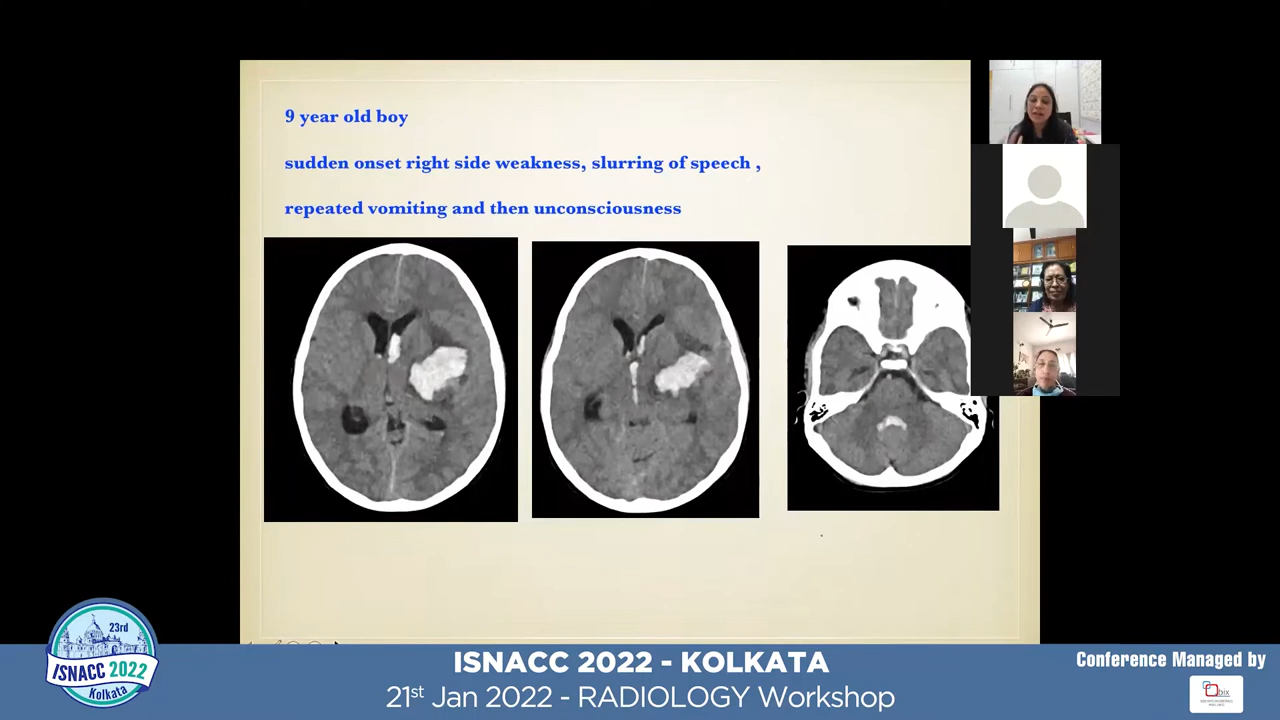 9 year old boy
sudden onset right side weakness, slurring of speech ,
repeated vomiting and then unconsciousness
23rd
ISNACC 2022
Kolkata
ISNACC 2022 - KOLKATA
21st Jan 2022 - RADIOLOGY Workshop
Conference Managed by